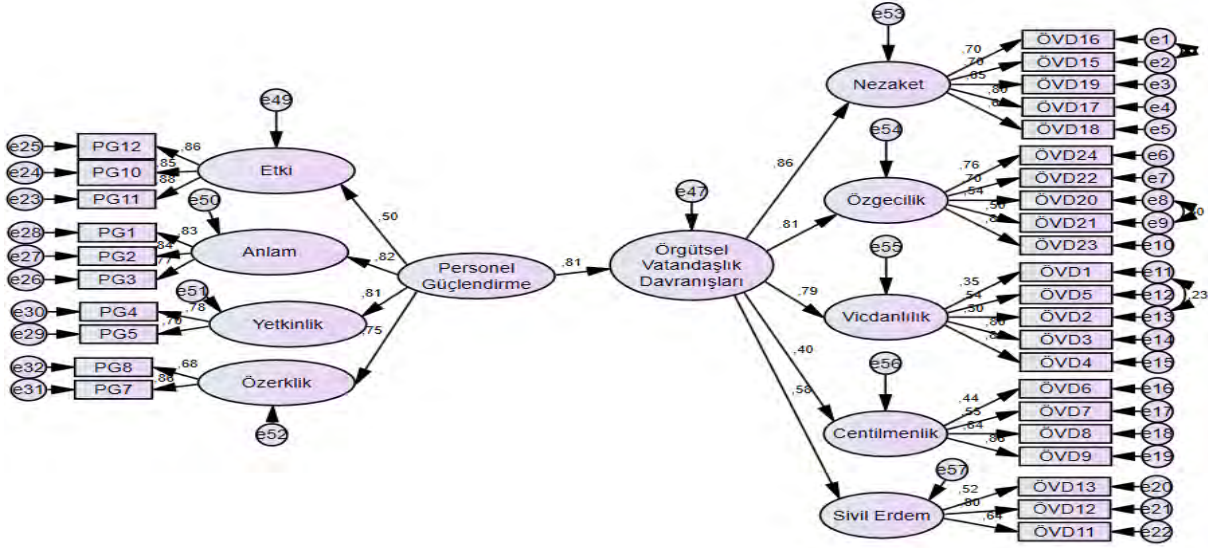 e53
ÖVD16
e1
,70
ÖVD15
e2
,70
Nezaket
ÖVD19
e3
,85
ÖVD17
e4
,80
ÖVD18
e5
e49
e54
ÖVD24
e6
,76
ÖVD22
e7
,70
Özgecilik
ÖVD20
e8
,54
ÖVD21
e9
,50
ÖVD23
e10
e25
PG12
,86
e24
PG10
,85
Etki
e23
PG11
,88
,86
e50
e47
,50
,81
e28
PG1
,83
e27
PG2
,84
Anlam
e26
PG3
,77
,82
Personel
Güçlendirme
,81
Örgütsel
Vatandaşlık
Davranışları
e55
ÖVD1
e11
,35
ÖVD5
e12
,23
,54
Vicdanlılık
ÖVD2
e13
ÖVD3
e14
ÖVD4
e15
,79
e51
,81
e30
PG4
,78
Yetkinlik
e29
PG5
,75
,40
e56
,58
e32
PG8
,68
Özerklik
e31
PG7
,88
ÖVD6
e16
,44
ÖVD7
e17
,55
Centilmenlik
ÖVD8
e18
ÖVD9
e19
e52
e57
ÖVD13
e20
,52
ÖVD12
e21
,80
Sivil Erdem
ÖVD11
e22
,64